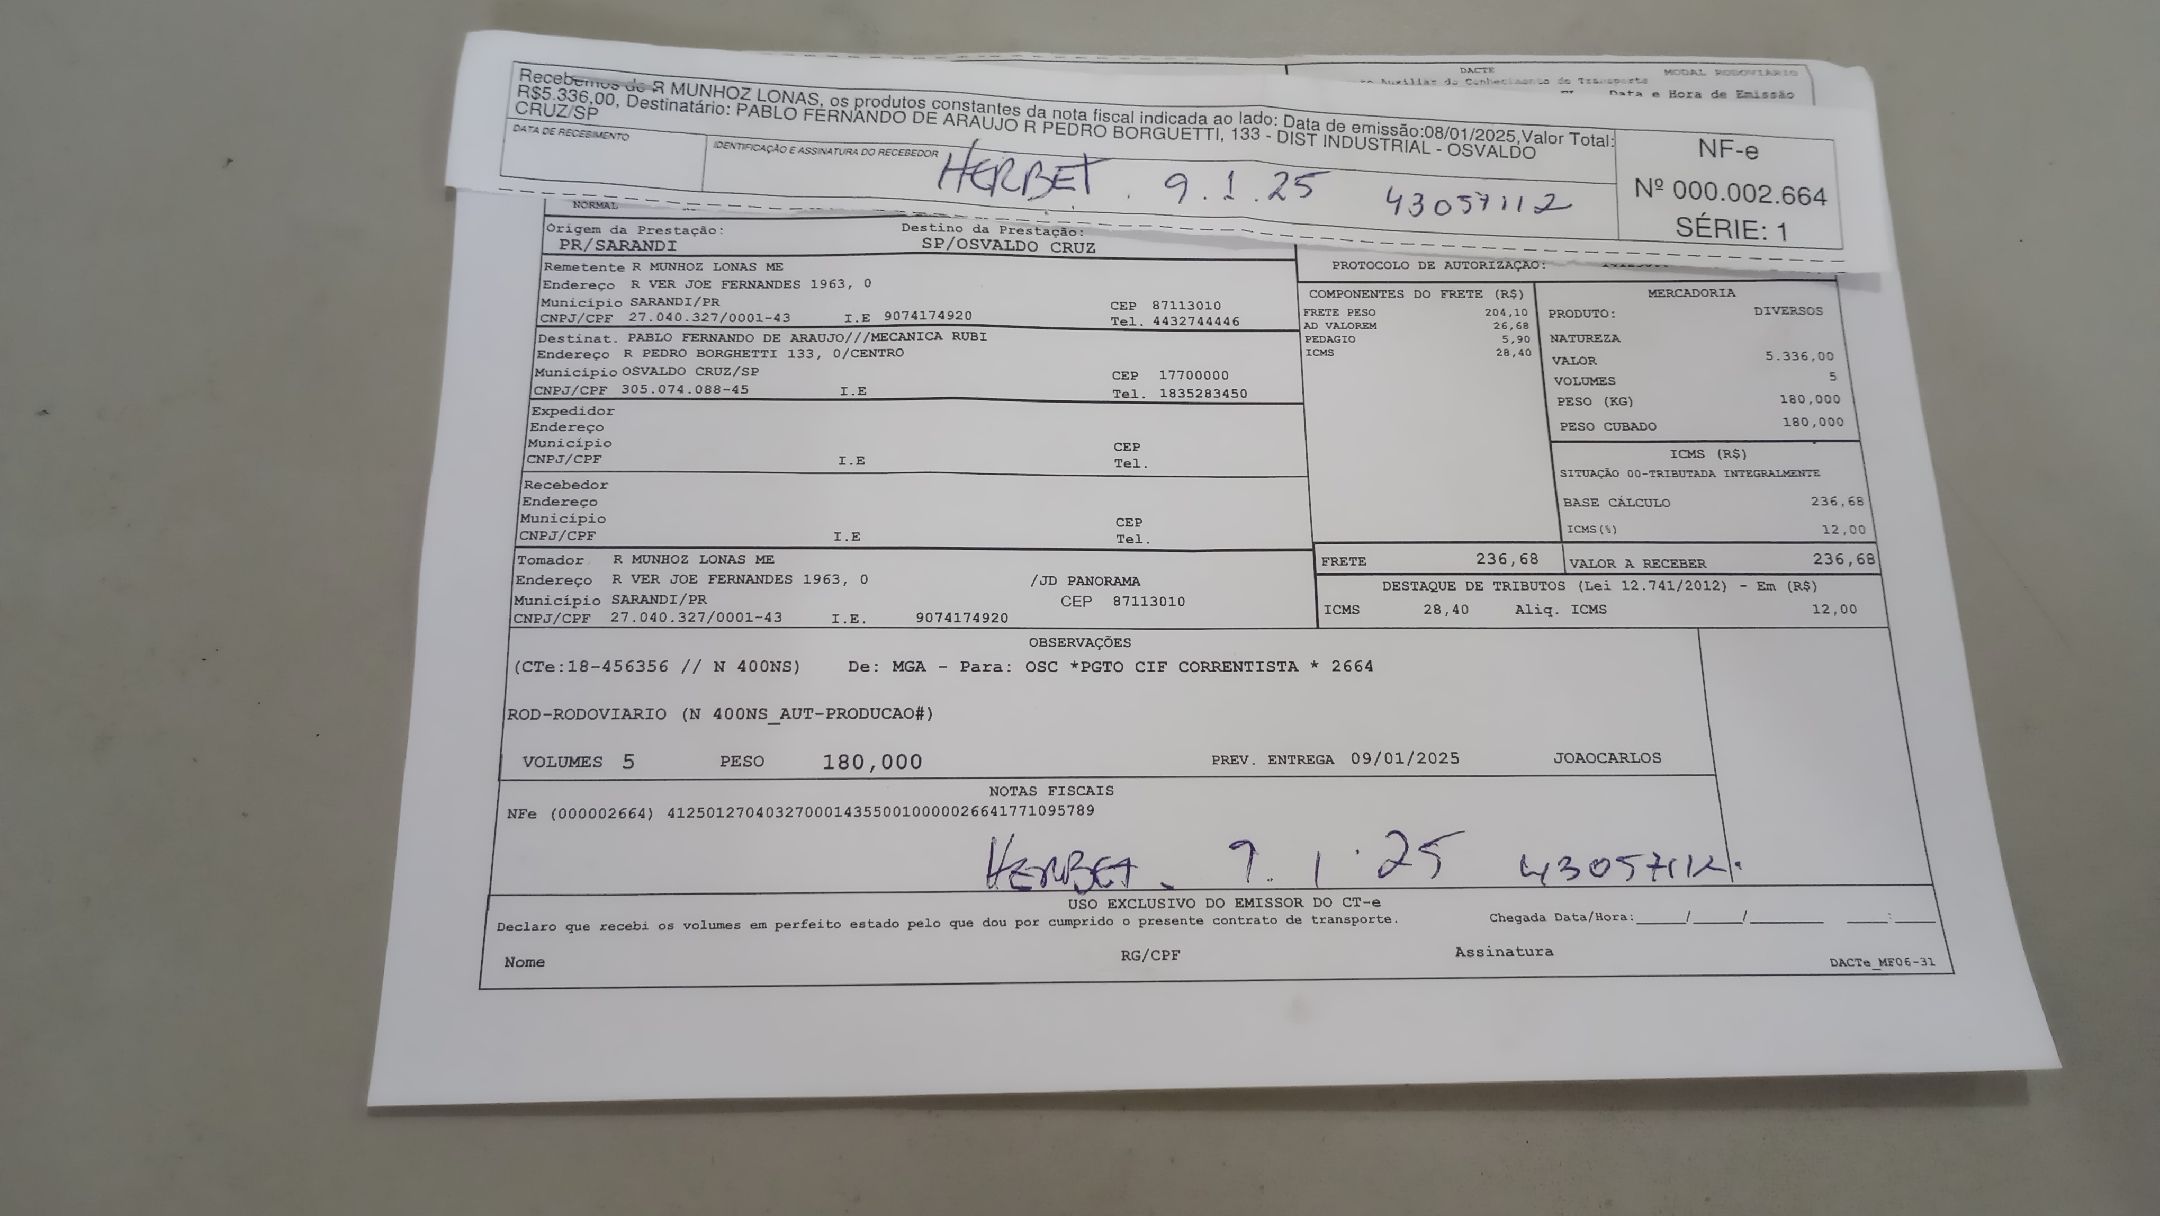 DACTE
MODAL RODOVIARIO
Auxiliar do Conhecimento de Transporte
Data e Hora de Emissão
Recebemos de R MUNHOZ LONAS, os produtos constantes da nota fiscal indicada ao lado: Data de emissão:08/01/2025,Valor Total:
R$5.336,00, Destinatário: PABLO FERNANDO DE ARAUJO R PEDRO BORGUETTI, 133 - DIST INDUSTRIAL - OSVALDO
CRUZ/SP
DATA DE RECEBIMENTO
IDENTIFICAÇÃO E ASSINATURA DO RECEBEDOR
HERBET. 9.1.25 43057112
NF-e
Nº 000.002.664
SÉRIE: 1
NORMAL
Origem da Prestação: Destino da Prestação:
PR/SARANDI SP/OSVALDO CRUZ
Remetente R MUNHOZ LONAS ME
Endereço R VER JOE FERNANDES 1963, 0
Município SARANDI/PR CEP 87113010
CNPJ/CPF 27.040.327/0001-43 I.E 9074174920 Tel. 4432744446
Destinat. PABLO FERNANDO DE ARAUJO///MECANICA RUBI
Endereço R PEDRO BORGHETTI 133, 0/CENTRO
Município OSVALDO CRUZ/SP CEP 17700000
CNPJ/CPF 305.074.088-45 I.E Tel. 1835283450
Expedidor
Endereço
Município CEP
CNPJ/CPF I.E Tel.
Recebedor
Endereço
Município CEP
CNPJ/CPF I.E Tel.
Tomador R MUNHOZ LONAS ME
Endereço R VER JOE FERNANDES 1963, 0 /JD PANORAMA
Município SARANDI/PR CEP 87113010
CNPJ/CPF 27.040.327/0001-43 I.E. 9074174920
PROTOCOLO DE AUTORIZAÇAO:
COMPONENTES DO FRETE (R$)
FRETE PESO 204,10
AD VALOREM 26,68
PEDAGIO 5,90
ICMS 28,40
MERCADORIA
PRODUTO: DIVERSOS
NATUREZA
VALOR 5.336,00
VOLUMES 5
PESO (KG) 180,000
PESO CUBADO 180,000
ICMS (R$)
SITUAÇÃO 00-TRIBUTADA INTEGRALMENTE
BASE CÁLCULO 236,68
ICMS(%) 12,00
FRETE 236,68 VALOR A RECEBER 236,68
DESTAQUE DE TRIBUTOS (Lei 12.741/2012) - Em (R$)
ICMS 28,40 Aliq. ICMS 12,00
OBSERVAÇÕES
(CTe:18-456356 // N 400NS) De: MGA - Para: OSC *PGTO CIF CORRENTISTA * 2664
ROD-RODOVIARIO (N 400NS_AUT-PRODUCAO#)
VOLUMES 5 PESO 180,000 PREV. ENTREGA 09/01/2025 JOAOCARLOS
NOTAS FISCAIS
NFe (000002664) 41250127040327000143550010000026641771095789
HERBET. 9.1.25 43057112.
USO EXCLUSIVO DO EMISSOR DO CT-e
Declaro que recebi os volumes em perfeito estado pelo que dou por cumprido o presente contrato de transporte. Chegada Data/Hora:____/____/______ ___:___
Nome RG/CPF Assinatura
DACTe_MF06-31